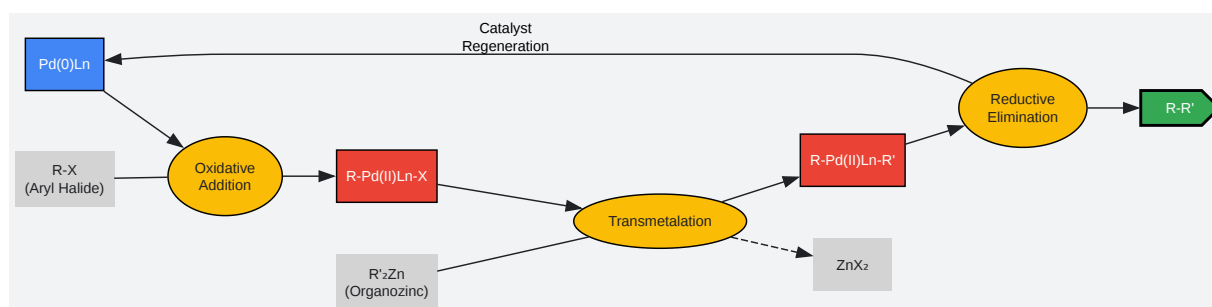 Catalyst
Regeneration
Pd(0)Ln
R-X
(Aryl Halide)
Oxidative
Addition
R-Pd(II)Ln-X
R'₂Zn
(Organozinc)
Transmetalation
R-Pd(II)Ln-R'
ZnX₂
Reductive
Elimination
R-R'